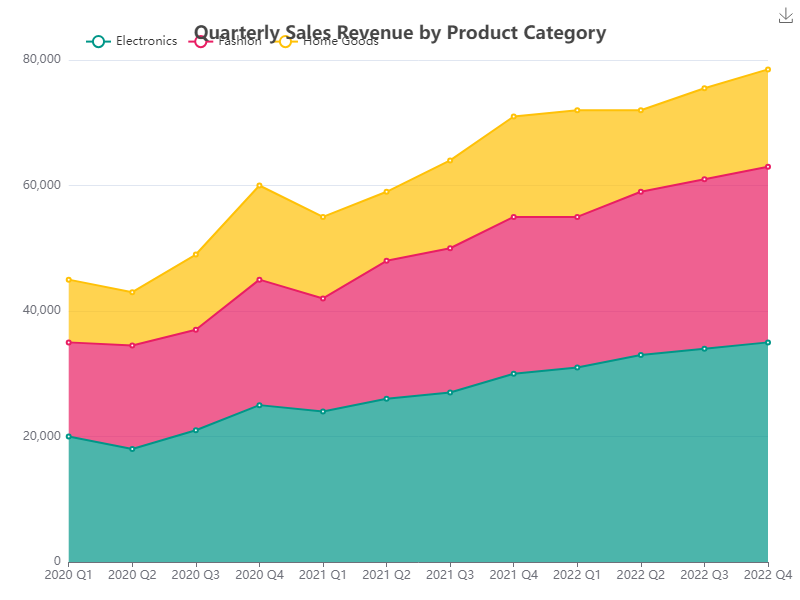 Quarterly Sales Revenue by Product Category
Electronics Fashion Home Goods
80,000
60,000
40,000
20,000
0
2020 Q1 2020 Q2 2020 Q3 2020 Q4 2021 Q1 2021 Q2 2021 Q3 2021 Q4 2022 Q1 2022 Q2 2022 Q3 2022 Q4